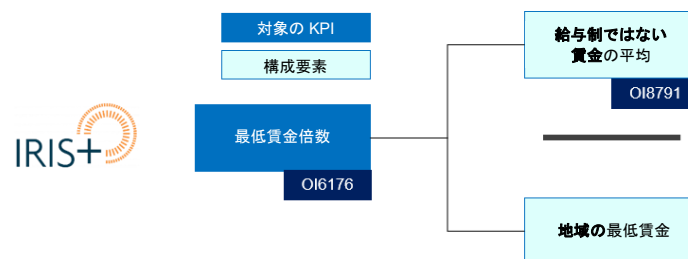 対象の KPI
構成要素
給与制ではない
賃金の平均
OI8791
IRIS+
最低賃金倍数
OI6176
地域の最低賃金